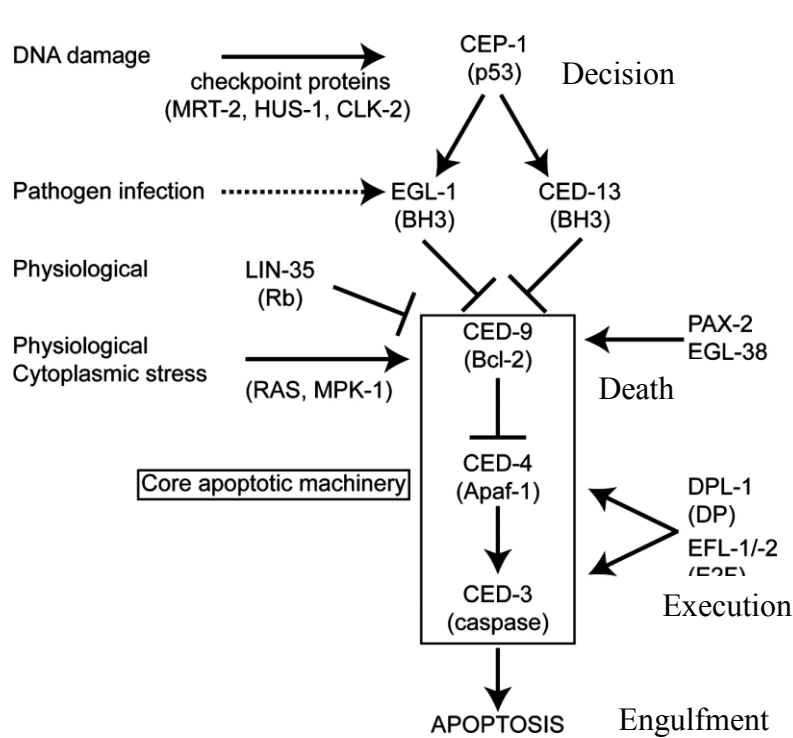 DNA damage
checkpoint proteins
(MRT-2, HUS-1, CLK-2)
CEP-1
(p53)
Decision
Pathogen infection
EGL-1
(BH3)
CED-13
(BH3)
Physiological
LIN-35
(Rb)
Physiological
Cytoplasmic stress
(RAS, MPK-1)
CED-9
(Bcl-2)
PAX-2
EGL-38
Death
Core apoptotic machinery
CED-4
(Apaf-1)
DPL-1
(DP)
EFL-1/-2
CED-3
(caspase)
Execution
APOPTOSIS
Engulfment